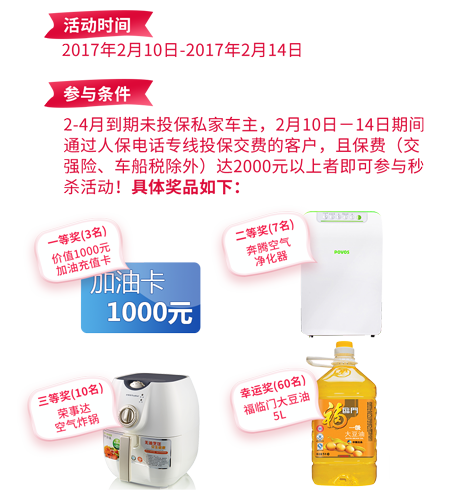 活动时间
2017年2月10日-2017年2月14日
参与条件
2-4月到期未投保私家车主，2月10日－14日期间
通过人保电话专线投保交费的客户，且保费（交
强险、车船税除外）达2000元以上者即可参与秒
杀活动！具体奖品如下：
一等奖(3名)
价值1000元
加油充值卡
加油卡
1000元
二等奖(7名)
奔腾空气
净化器
POVOS
三等奖(10名)
荣事达
空气炸锅
幸运奖(60名)
福临门大豆油
5L
福
临門
一级
大豆油